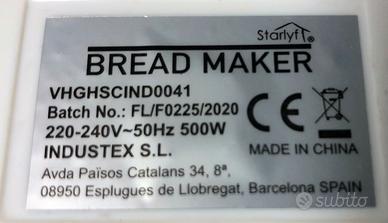 Starlyf®
BREAD MAKER
VHGHSCIND0041
Batch No.: FL/F0225/2020
220-240V~50Hz 500W
INDUSTEX S.L.
CE
MADE IN CHINA
Avda Països Catalans 34, 8ª,
08950 Esplugues de Llobregat, Barcelona SPAIN
subito